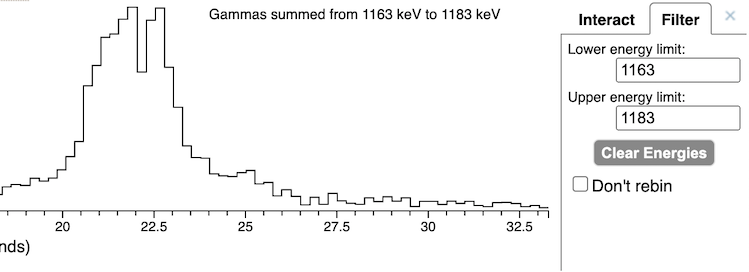 Gammas summed from 1163 keV to 1183 keV
20 22.5 25 27.5 30 32.5
nds)
Interact Filter ×
Lower energy limit:
1163
Upper energy limit:
1183
Clear Energies
Don't rebin